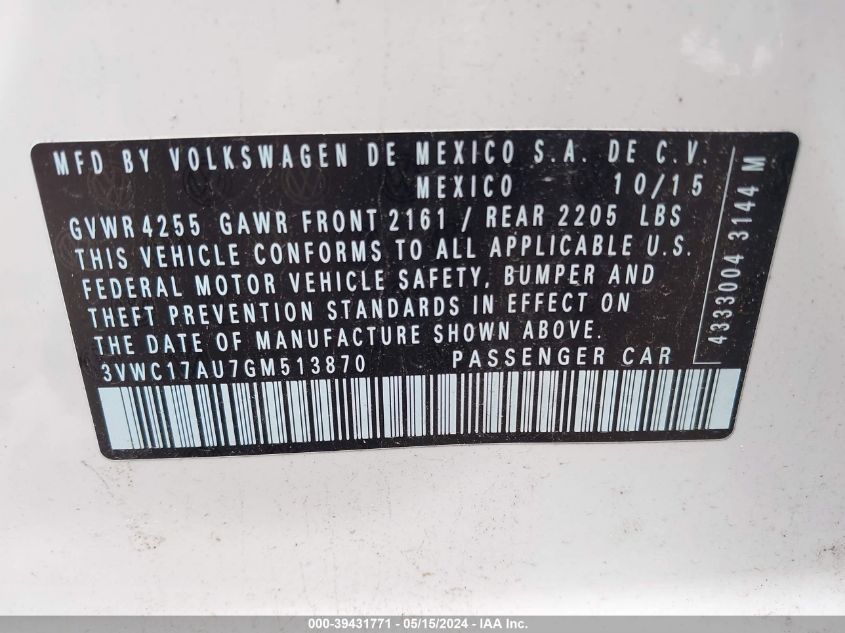 MFD BY VOLKSWAGEN DE MEXICO S.A. DE C.V.
MEXICO 10/15
GVWR 4255 GAWR FRONT 2161 / REAR 2205 LBS
THIS VEHICLE CONFORMS TO ALL APPLICABLE U.S.
FEDERAL MOTOR VEHICLE SAFETY, BUMPER AND
THEFT PREVENTION STANDARDS IN EFFECT ON
THE DATE OF MANUFACTURE SHOWN ABOVE.
3VWC17AU7GM513870 PASSENGER CAR
4333004 3144 M
000-39431771 - 05/15/2024 - IAA Inc.